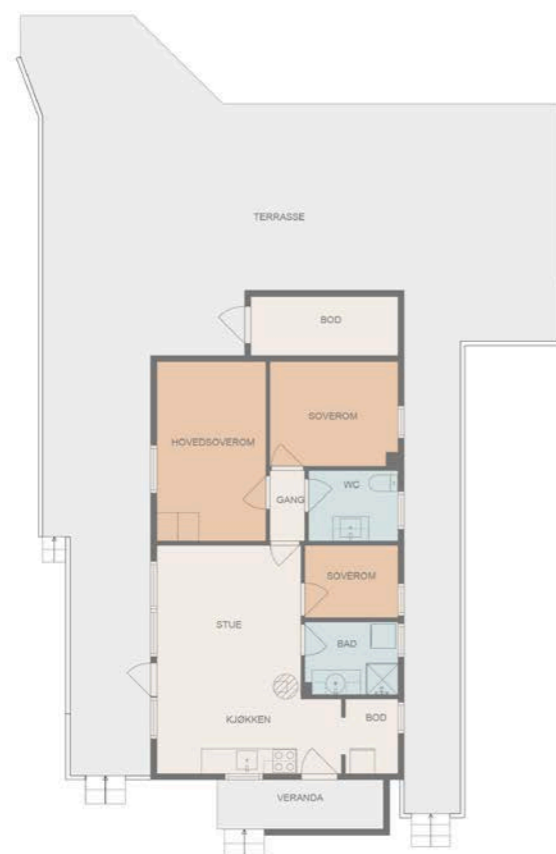 TERRASSE
BOD
HOVEDSOVEROM
SOVEROM
GANG
WC
SOVEROM
STUE
BAD
KJØKKEN
BOD
VERANDA